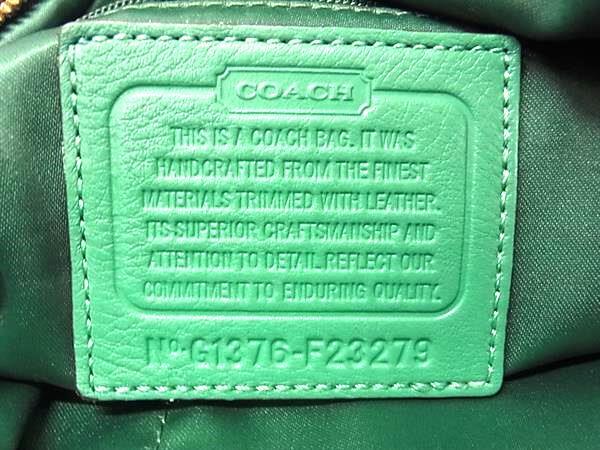 COACH
THIS IS A COACH BAG. IT WAS
HANDCRAFTED FROM THE FINEST
MATERIALS TRIMMED WITH LEATHER.
ITS SUPERIOR CRAFTSMANSHIP AND
ATTENTION TO DETAIL REFLECT OUR
COMMITMENT TO ENDURING QUALITY.
Nº G1376-F23279